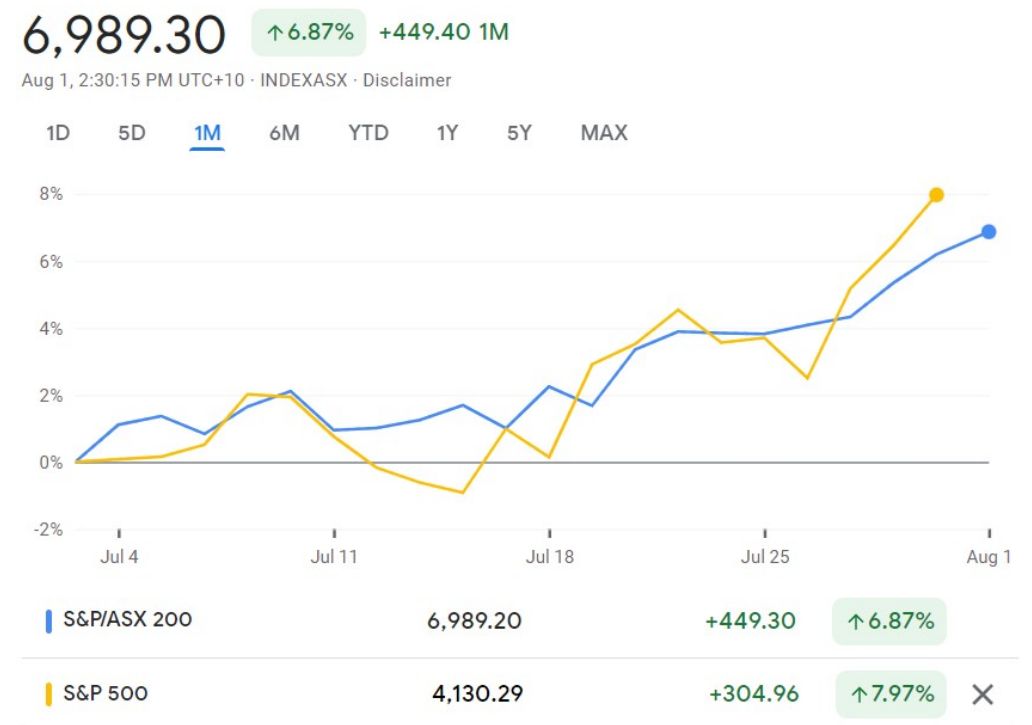 6,989.30 ↑6.87% +449.40 1M
Aug 1, 2:30:15 PM UTC+10 · INDEXASX · Disclaimer
1D 5D 1M 6M YTD 1Y 5Y MAX
8%
6%
4%
2%
0%
-2%
Jul 4 Jul 11 Jul 18 Jul 25 Aug 1
S&P/ASX 200 6,989.20 +449.30 ↑6.87%
S&P 500 4,130.29 +304.96 ↑7.97%